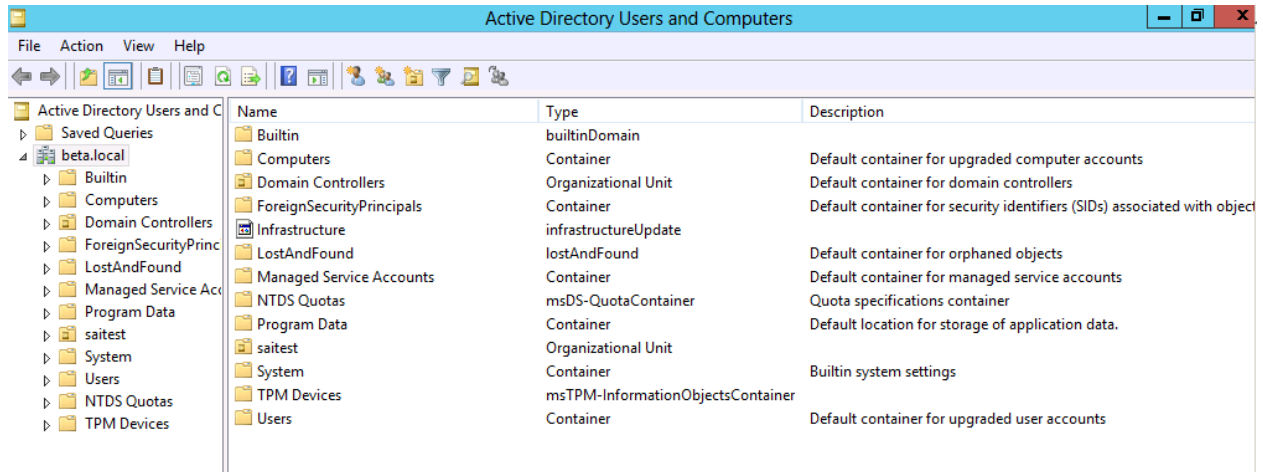 Active Directory Users and Computers
File Action View Help
Active Directory Users and C
Saved Queries
beta.local
Builtin
Computers
Domain Controllers
ForeignSecurityPrinc
LostAndFound
Managed Service Acc
Program Data
saitest
System
Users
NTDS Quotas
TPM Devices
Name Type Description
Builtin builtinDomain
Computers Container Default container for upgraded computer accounts
Domain Controllers Organizational Unit Default container for domain controllers
ForeignSecurityPrincipals Container Default container for security identifiers (SIDs) associated with object
Infrastructure infrastructureUpdate
LostAndFound lostAndFound Default container for orphaned objects
Managed Service Accounts Container Default container for managed service accounts
NTDS Quotas msDS-QuotaContainer Quota specifications container
Program Data Container Default location for storage of application data.
saitest Organizational Unit
System Container Builtin system settings
TPM Devices msTPM-InformationObjectsContainer
Users Container Default container for upgraded user accounts